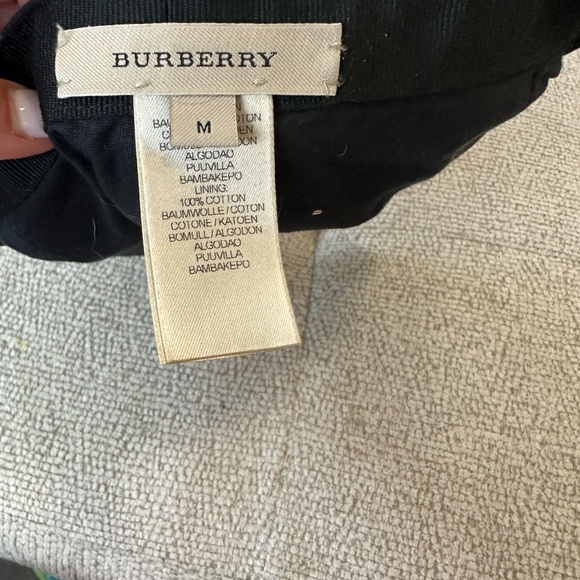 BURBERRY
M
ALGODAO
PUUVILLA
BAMBAKEPO
LINING:
100% COTTON
BAUMWOLLE / COTON
COTONE / KATOEN
BOMULL / ALGODON
ALGODAO
PUUVILLA
BAMBAKEPO